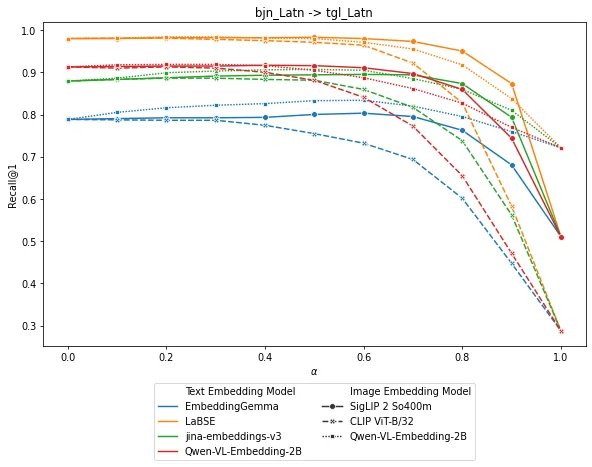 bjn_Latn -> tgl_Latn
Recall@1
1.0
0.9
0.8
0.7
0.6
0.5
0.4
0.3
0.0 0.2 0.4 0.6 0.8 1.0
α
Text Embedding Model Image Embedding Model
EmbeddingGemma SigLIP 2 So400m
LaBSE CLIP ViT-B/32
jina-embeddings-v3 Qwen-VL-Embedding-2B
Qwen-VL-Embedding-2B